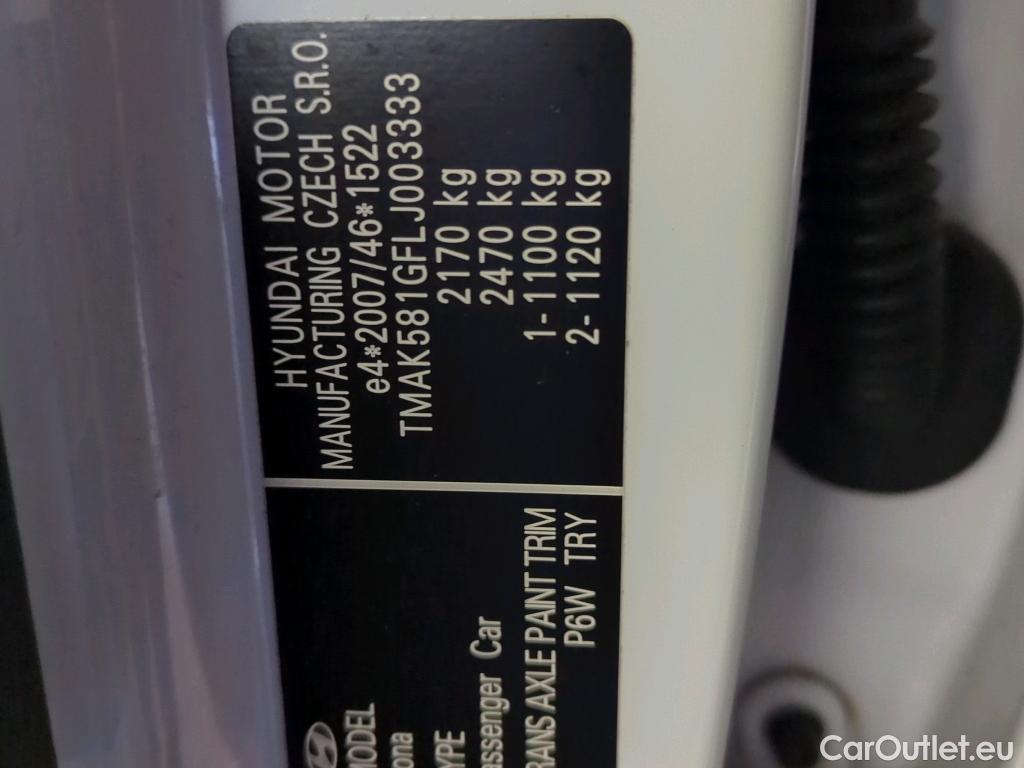 HYUNDAI MOTOR
MANUFACTURING CZECH S.R.O.
e4*2007/46*1522
TMAK581GFLJ003333
2170 kg
2470 kg
1- 1100 kg
2- 1120 kg
MODEL
ona
YPE
assenger Car
RANS AXLE PAINT TRIM
P6W TRY
CarOutlet.eu